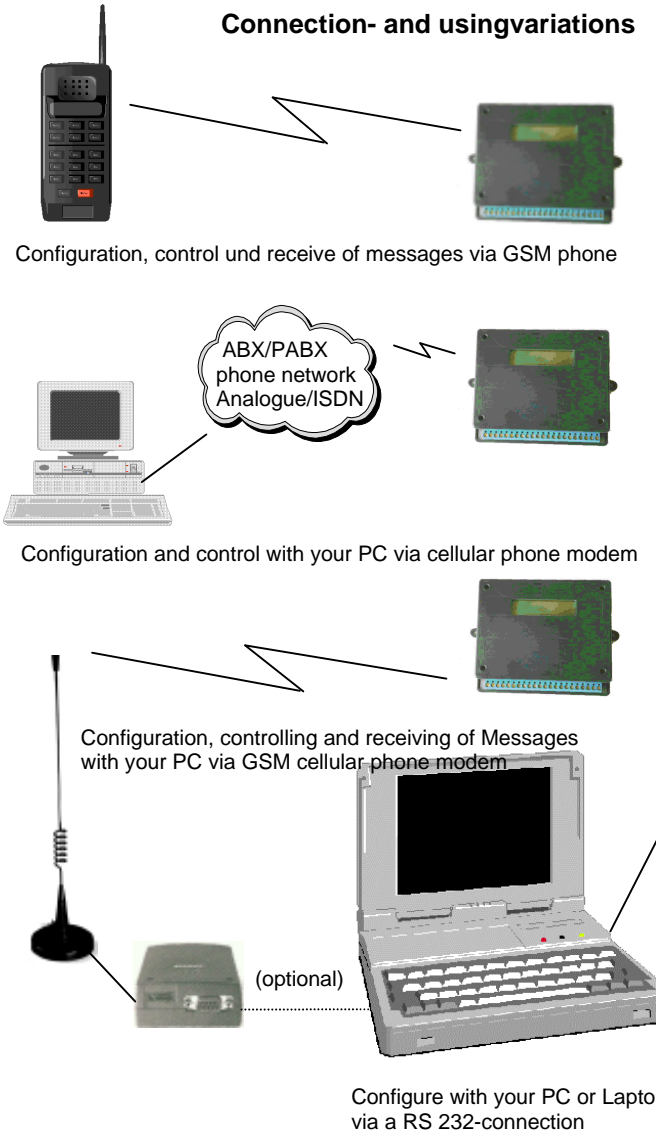 Connection- and usingvariations
Configuration, control und receive of messages via GSM phone
ABX/PABX
phone network
Analogue/ISDN
Configuration and control with your PC via cellular phone modem
Configuration, controlling and receiving of Messages
with your PC via GSM cellular phone modem
(optional)
Configure with your PC or Lapto
via a RS 232-connection